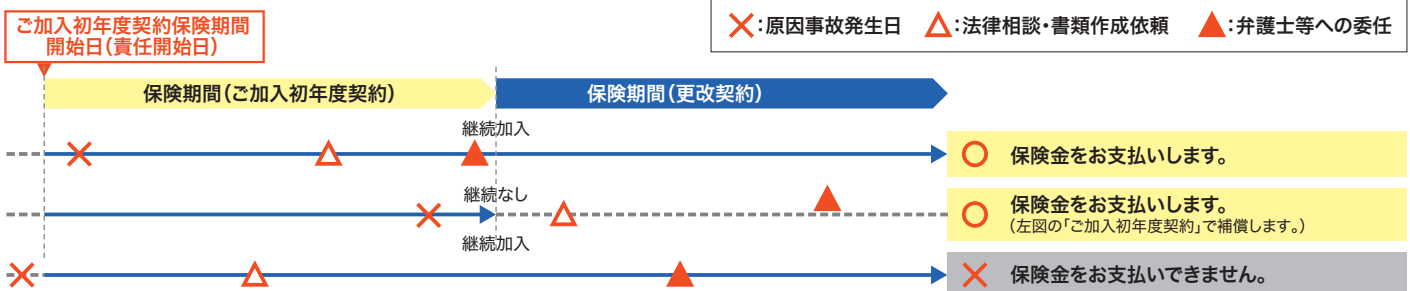 ご加入初年度契約保険期間
開始日(責任開始日)
✕:原因事故発生日 △:法律相談・書類作成依頼 ▲:弁護士等への委任
保険期間(ご加入初年度契約) 保険期間(更改契約)
継続加入
保険金をお支払いします。
継続なし
保険金をお支払いします。
(左図の「ご加入初年度契約」で補償します。)
継続加入
保険金をお支払いできません。